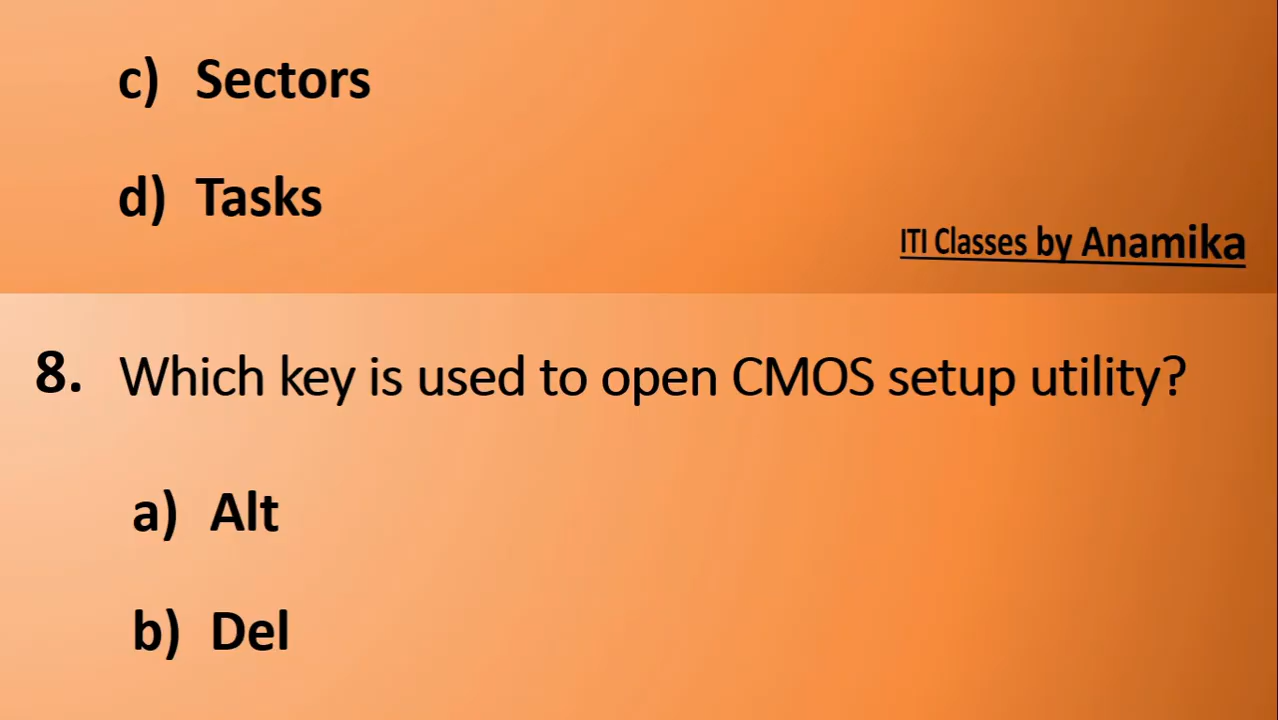 c) Sectors
d) Tasks
ITI Classes by Anamika
8. Which key is used to open CMOS setup utility?
a) Alt
b) Del